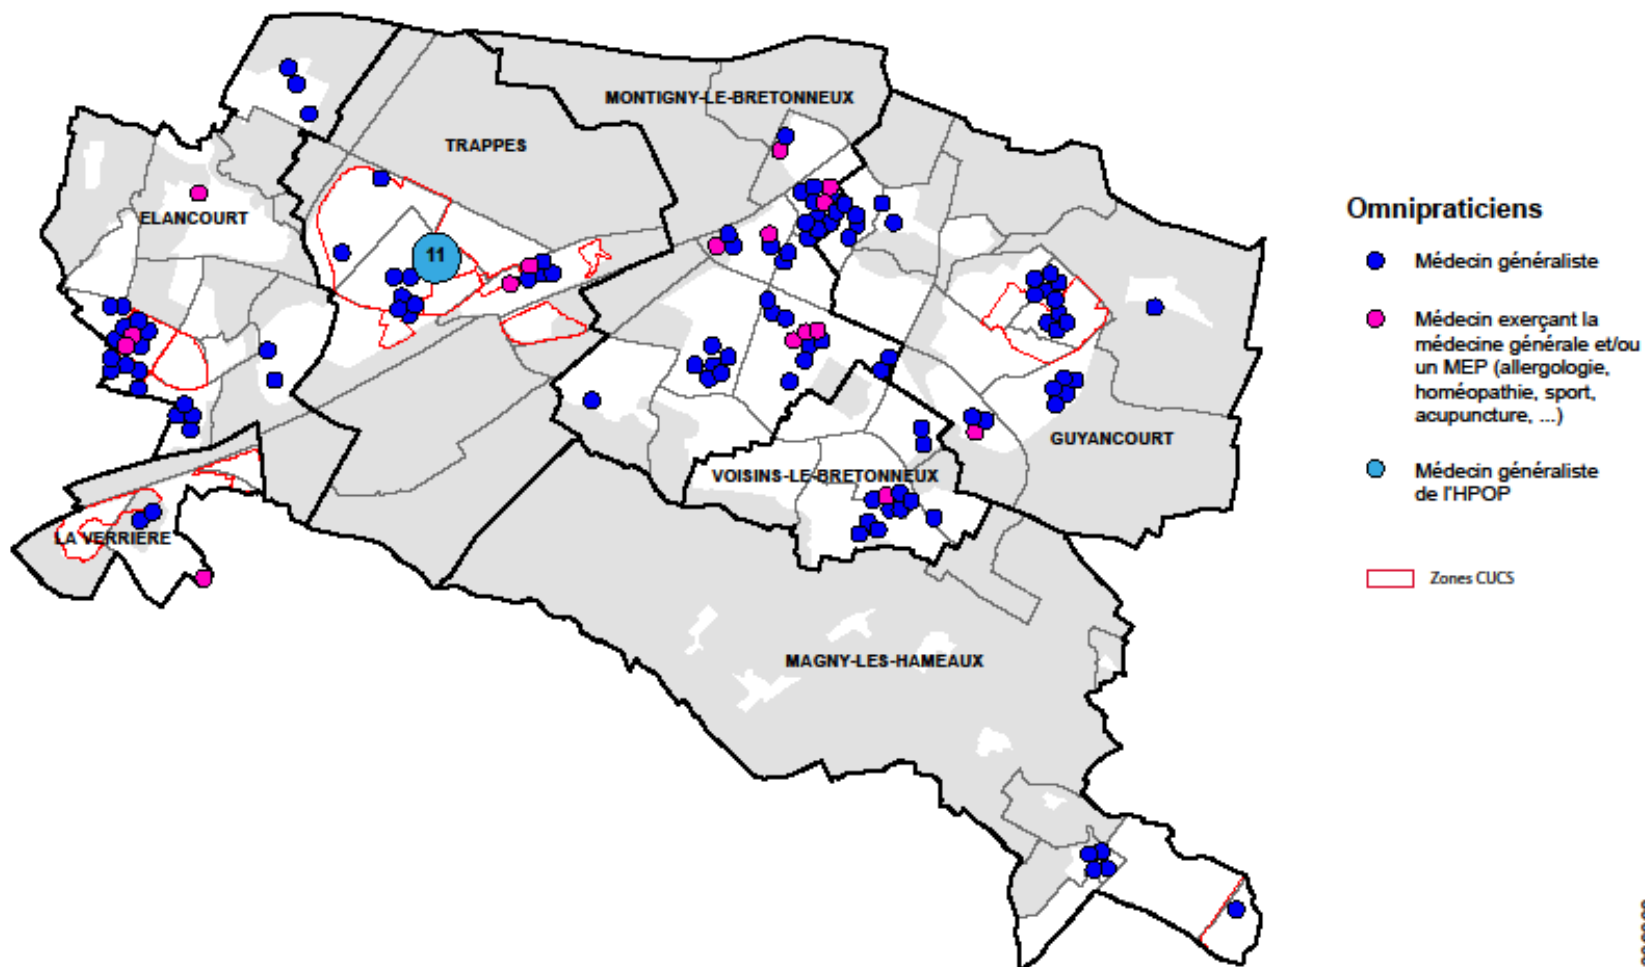 MONTIGNY-LE-BRETONNEUX
TRAPPES
ELANCOURT
11
GUYANCOURT
VOISINS-LE-BRETONNEUX
LA VERRIERE
MAGNY-LES-HAMEAUX
Omnipraticiens
Médecin généraliste
Médecin exerçant la
médecine générale et/ou
un MEP (allergologie,
homéopathie, sport,
acupuncture, ...)
Médecin généraliste
de l'HPOP
Zones CUCS